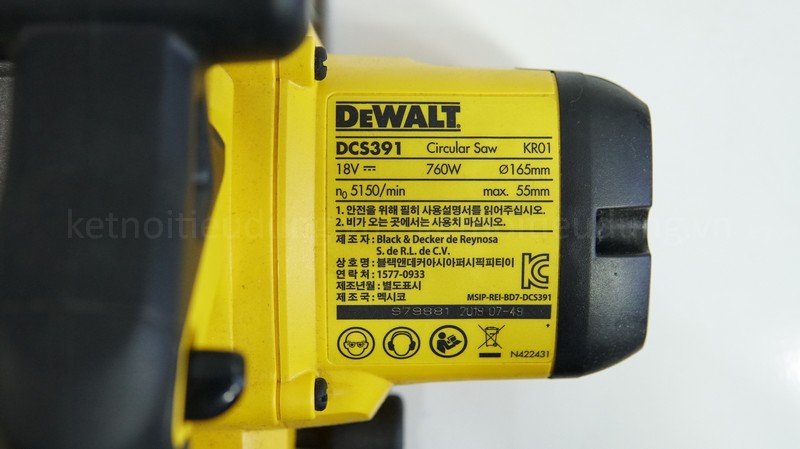 DEWALT
DCS391 Circular Saw KR01
18V ⎓ 760W Ø165mm
n₀ 5150/min max. 55mm
1. 안전을 위해 필히 사용설명서를 읽어주십시오.
2. 비가 오는 곳에서는 사용치 마십시오.
제 조 자 : Black & Decker de Reynosa
S. de R.L. de C.V.
상 호 명 : 블랙앤데커아시아퍼시픽피티이
연 락 처 : 1577-0933
제조년월 : 별도표시
제 조 국 : 멕시코
MSIP-REI-BD7-DCS391
979981 2019 07-49
N422431